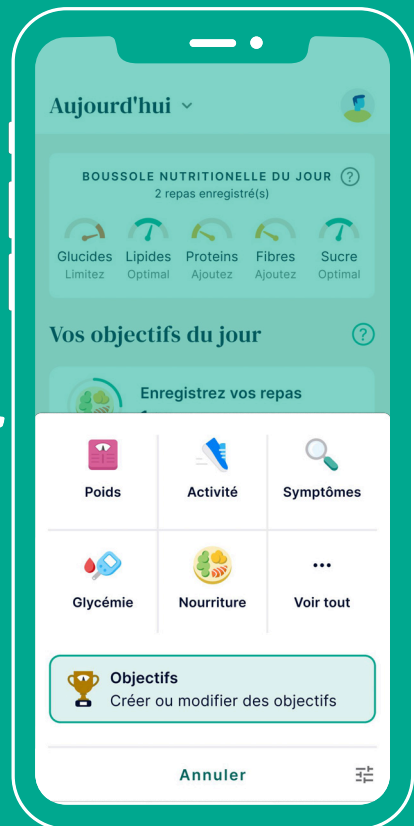 Aujourd'hui
BOUSSOLE NUTRITIONELLE DU JOUR ?
2 repas enregistré(s)
Glucides Lipides Proteins Fibres Sucre
Limitez Optimal Ajoutez Ajoutez Optimal
Vos objectifs du jour ?
Enregistrez vos repas
Poids Activité Symptômes
Glycémie Nourriture Voir tout
Objectifs
Créer ou modifier des objectifs
Annuler